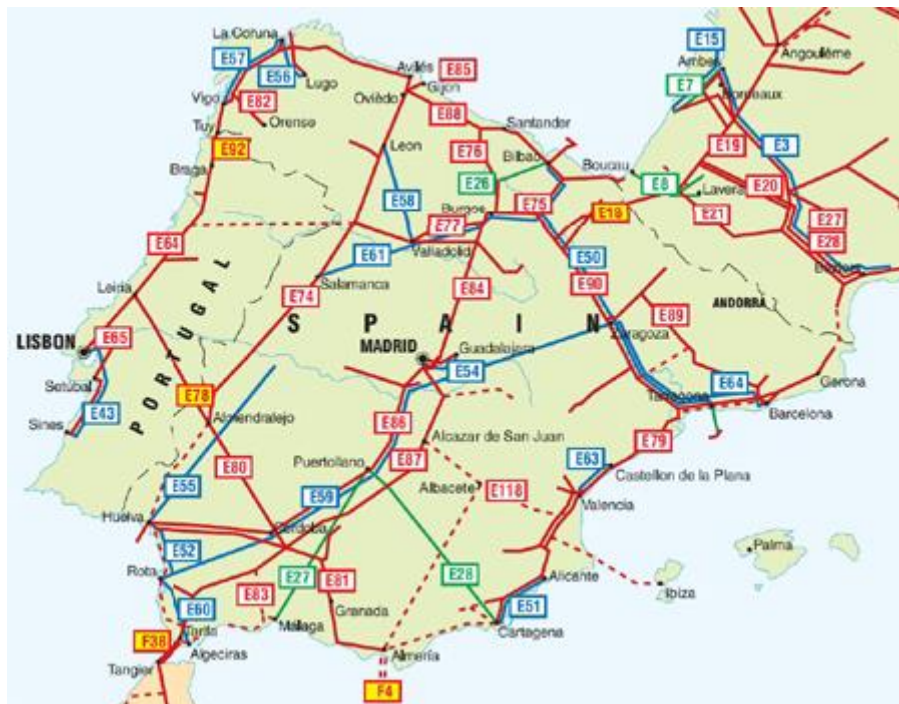 La Coruna
E57
E56
Lugo
Avilés
E85
Gijon
E15
Ambes
Angoulême
E7
Bordeaux
Vigo
E82
Oviédo
E88
Tuy
Orense
E92
Leon
E76
Santander
Bilbao
E19
E3
Braga
E26
Boucau
E8
Lavera
E20
E58
Burgos
E75
E18
E21
E27
E77
E28
E64
E61
Valladolid
E50
Leiria
Salamanca
E74
E84
E90
E89
ANDORRA
PORTUGAL
SPAIN
LISBON
E65
MADRID
Guadalajara
Zaragoza
E54
E64
Gerona
Setúbal
E78
Tarragona
Barcelona
E43
Sines
Almendralejo
E86
E79
Alcazar de San Juan
E80
Puertollano
E87
E63
Castellon de la Plana
E55
E59
Albacete
E118
Valencia
Huelva
Cordoba
Palma
E52
Rota
E27
E28
Alicante
Ibiza
E83
E81
E51
E60
Granada
Tarifa
Málaga
Cartagena
F38
Algeciras
Almería
Tangier
F4